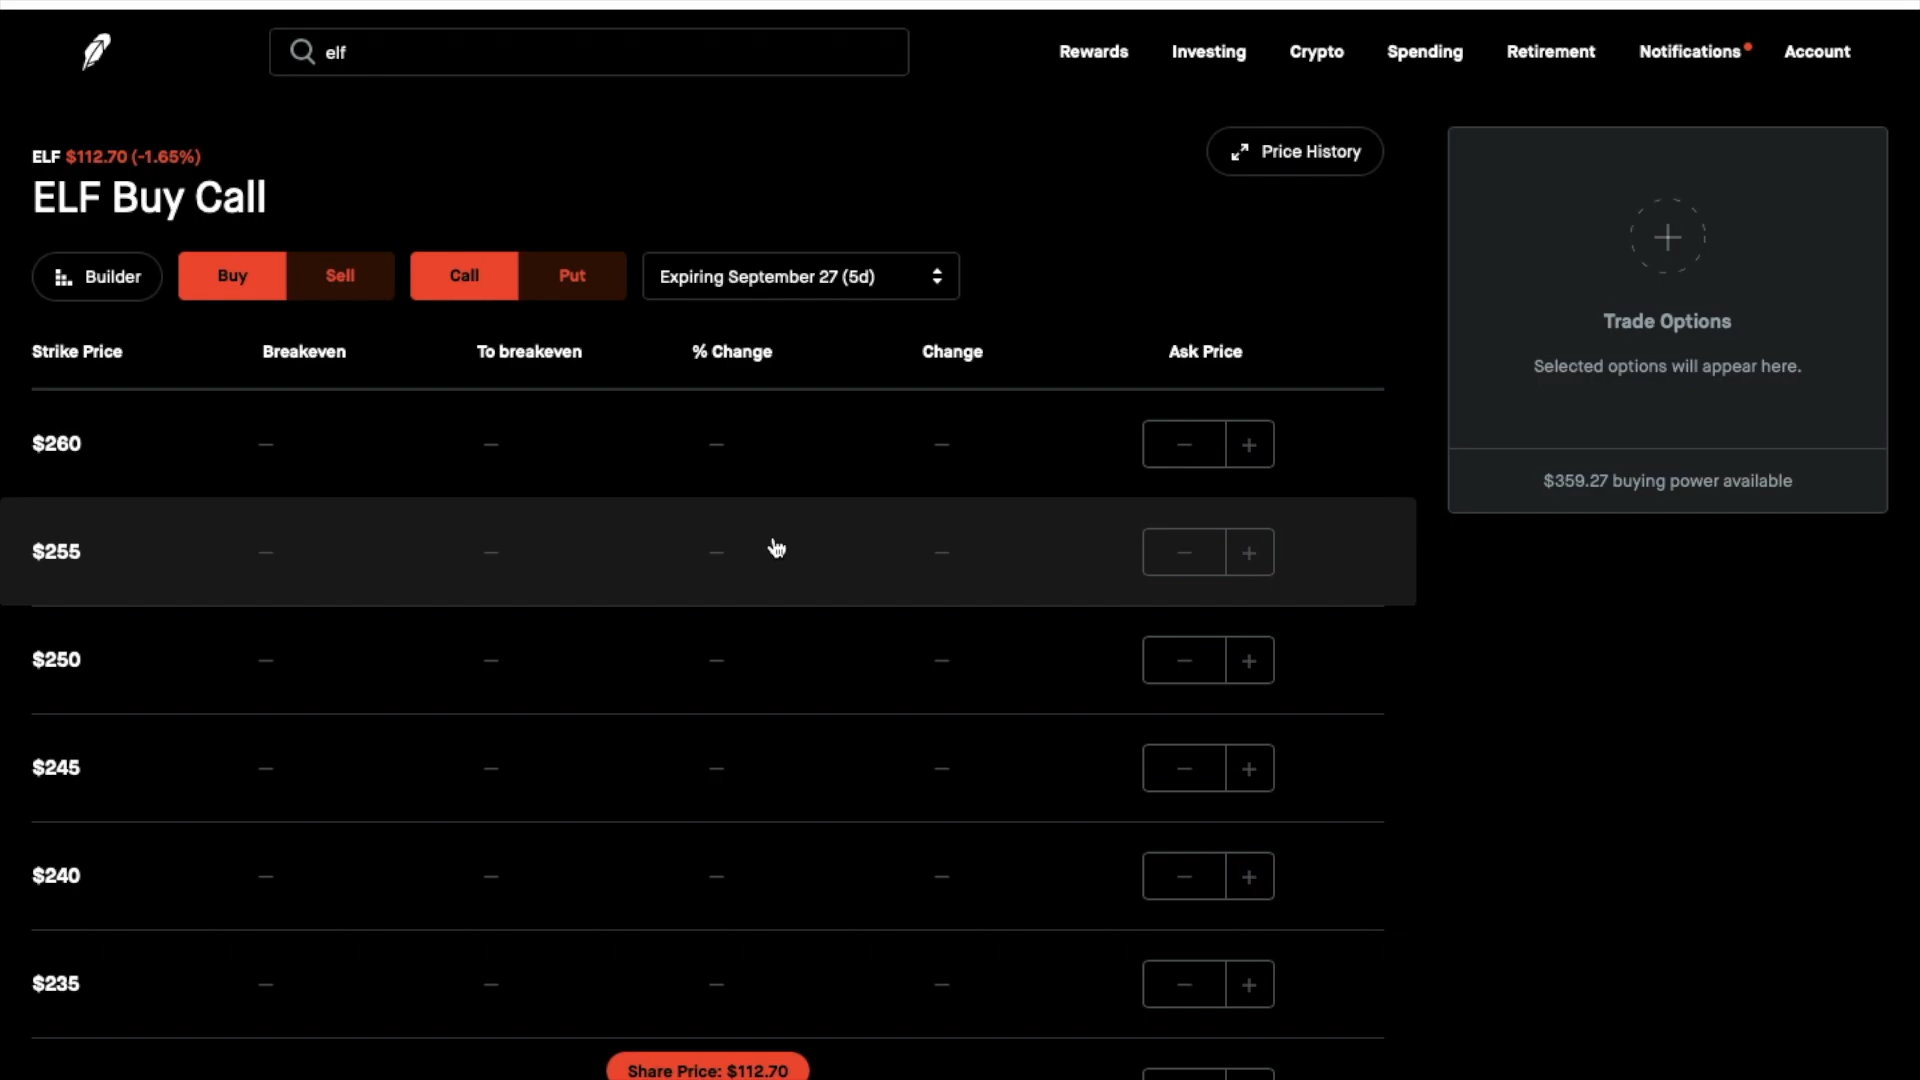 elf
Rewards
Investing
Crypto
Spending
Retirement
Notifications
Account
ELF $112.70 (-1.65%)
ELF Buy Call
Price History
Builder
Buy
Sell
Call
Put
Expiring September 27 (5d)
Strike Price
Breakeven
To breakeven
% Change
Change
Ask Price
$260 — — — — — +
$255 — — — — — +
$250 — — — — — +
$245 — — — — — +
$240 — — — — — +
$235 — — — — — +
Share Price: $112.70
Trade Options
Selected options will appear here.
$359.27 buying power available